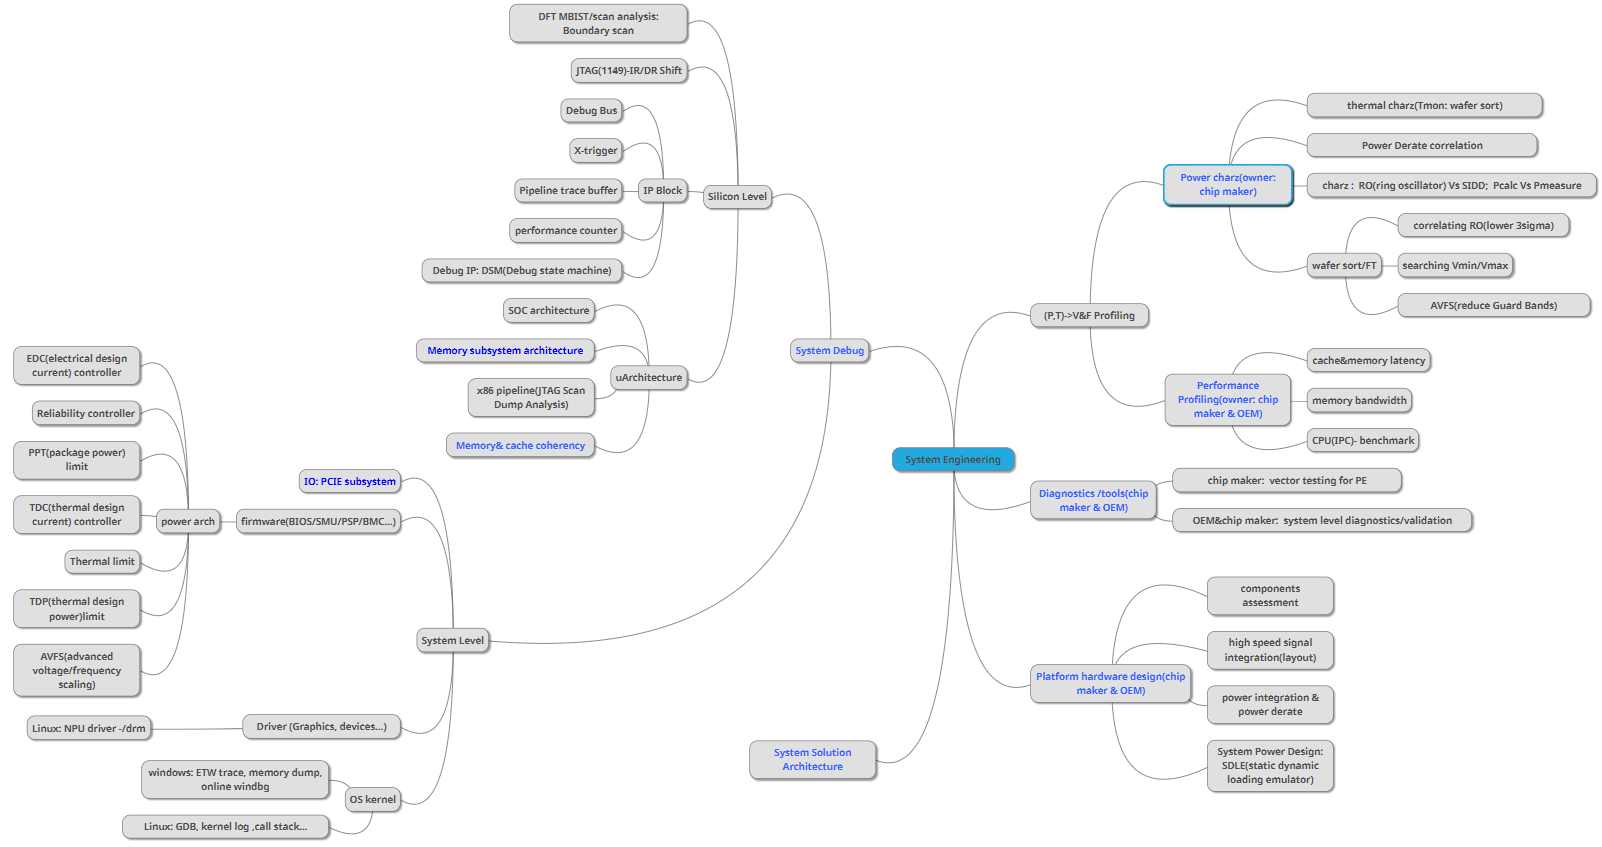 DFT MBIST/scan analysis:
Boundary scan
JTAG(1149)-IR/DR Shift
Debug Bus
X-trigger
Pipeline trace buffer
IP Block
performance counter
Debug IP: DSM(Debug state machine)
Silicon Level
SOC architecture
Memory subsystem architecture
x86 pipeline(JTAG Scan
Dump Analysis)
Memory& cache coherency
uArchitecture
System Debug
EDC(electrical design
current) controller
Reliability controller
PPT(package power)
limit
TDC(thermal design
current) controller
Thermal limit
TDP(thermal design
power)limit
AVFS(advanced
voltage/frequency
scaling)
power arch
IO: PCIE subsystem
firmware(BIOS/SMU/PSP/BMC...)
System Level
Linux: NPU driver -/drm
Driver (Graphics, devices...)
windows: ETW trace, memory dump,
online windbg
OS kernel
Linux: GDB, kernel log ,call stack...
System Engineering
System Solution
Architecture
(P,T)->V&F Profiling
Power charz(owner:
chip maker)
thermal charz(Tmon: wafer sort)
Power Derate correlation
charz : RO(ring oscillator) Vs SIDD; Pcalc Vs Pmeasure
wafer sort/FT
correlating RO(lower 3sigma)
searching Vmin/Vmax
AVFS(reduce Guard Bands)
Performance
Profiling(owner: chip
maker & OEM)
cache&memory latency
memory bandwidth
CPU(IPC)- benchmark
Diagnostics /tools(chip
maker & OEM)
chip maker: vector testing for PE
OEM&chip maker: system level diagnostics/validation
Platform hardware design(chip
maker & OEM)
components
assessment
high speed signal
integration(layout)
power integration &
power derate
System Power Design:
SDLE(static dynamic
loading emulator)